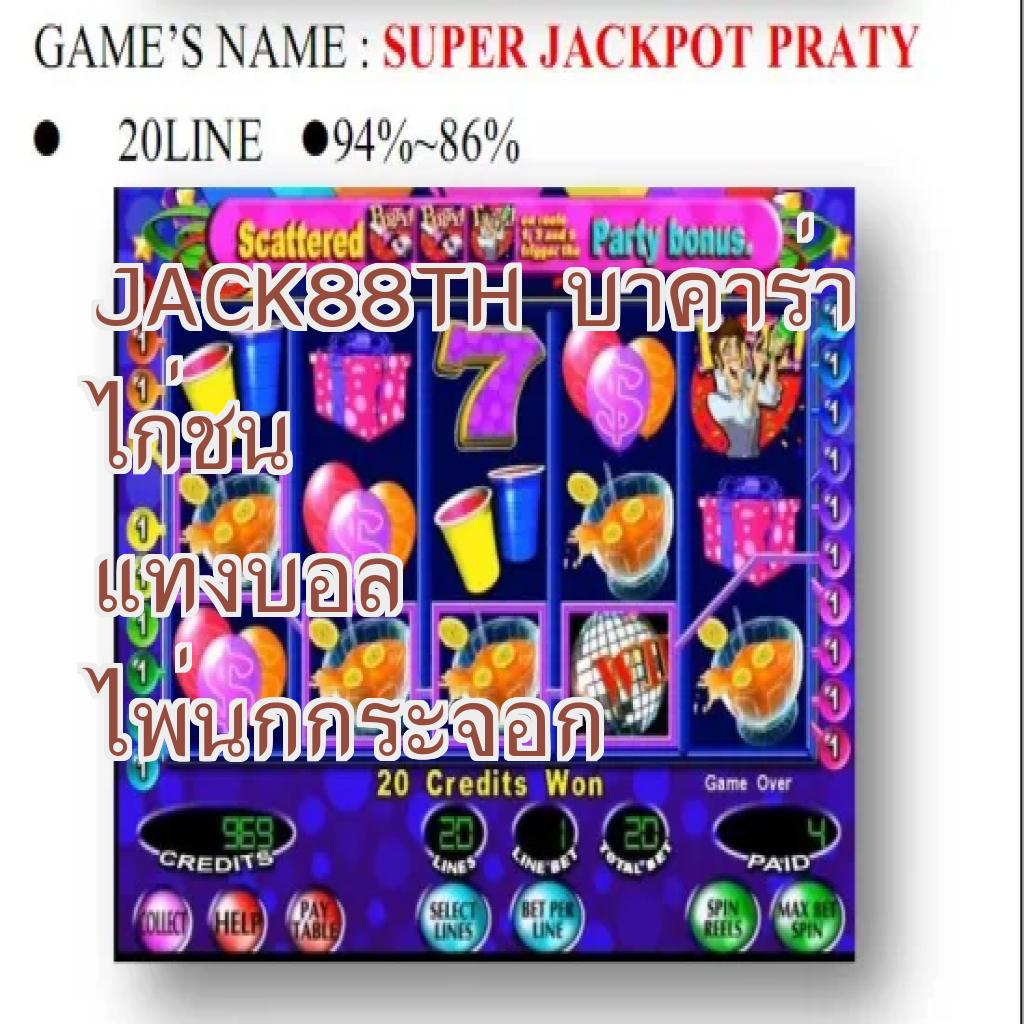 GAME'S NAME : SUPER JACKPOT PRATY
● 20LINE ●94%~86%
Scattered Party bonus.
JACK88TH บาคาร่า
ไก่ชน
แทงบอล
ไพ่นกกระจอก
20 Credits Won
Game Over
969 20 1 20 4
CREDITS LINES LINE BET TOTAL BET PAID
COLLECT HELP PAY TABLE SELECT LINES BET PER LINE SPIN REELS MAX BET SPIN